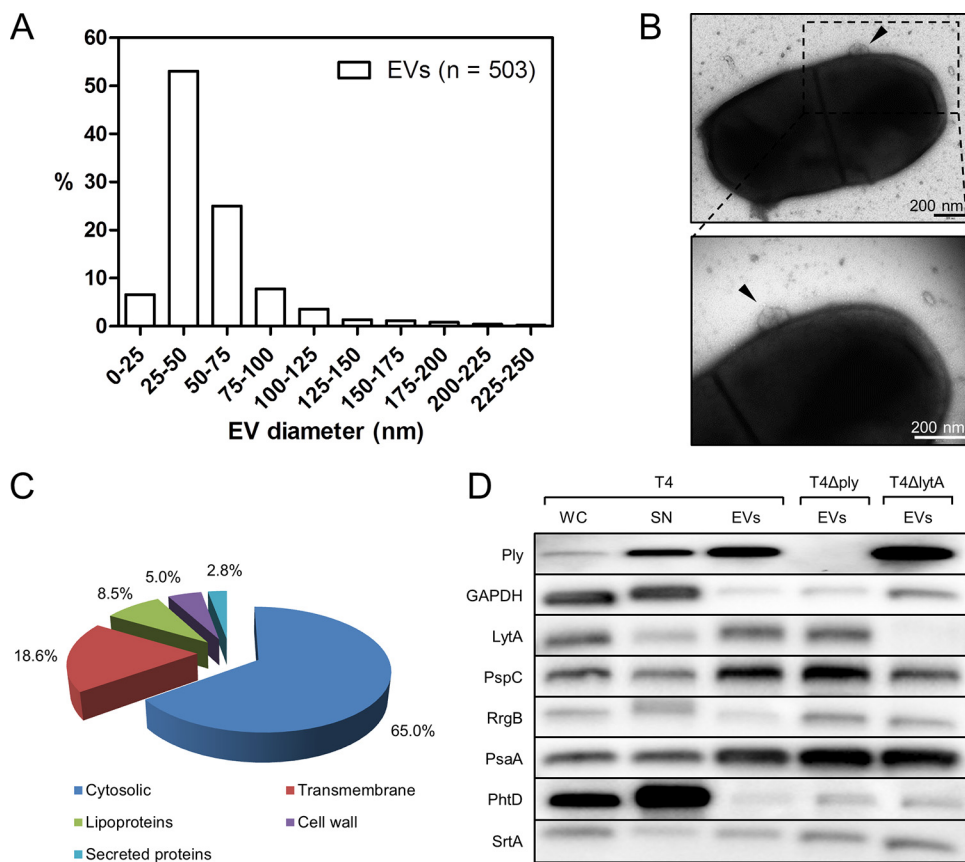 A
60
50
40
30
20
10
0
%
EVs (n = 503)
0-25
25-50
50-75
75-100
100-125
125-150
150-175
175-200
200-225
225-250
EV diameter (nm)
B
200 nm
200 nm
C
5.0%
2.8%
8.5%
18.6%
65.0%
Cytosolic
Transmembrane
Lipoproteins
Cell wall
Secreted proteins
D
T4
T4Δply
T4ΔlytA
WC
SN
EVs
EVs
EVs
Ply
GAPDH
LytA
PspC
RrgB
PsaA
PhtD
SrtA